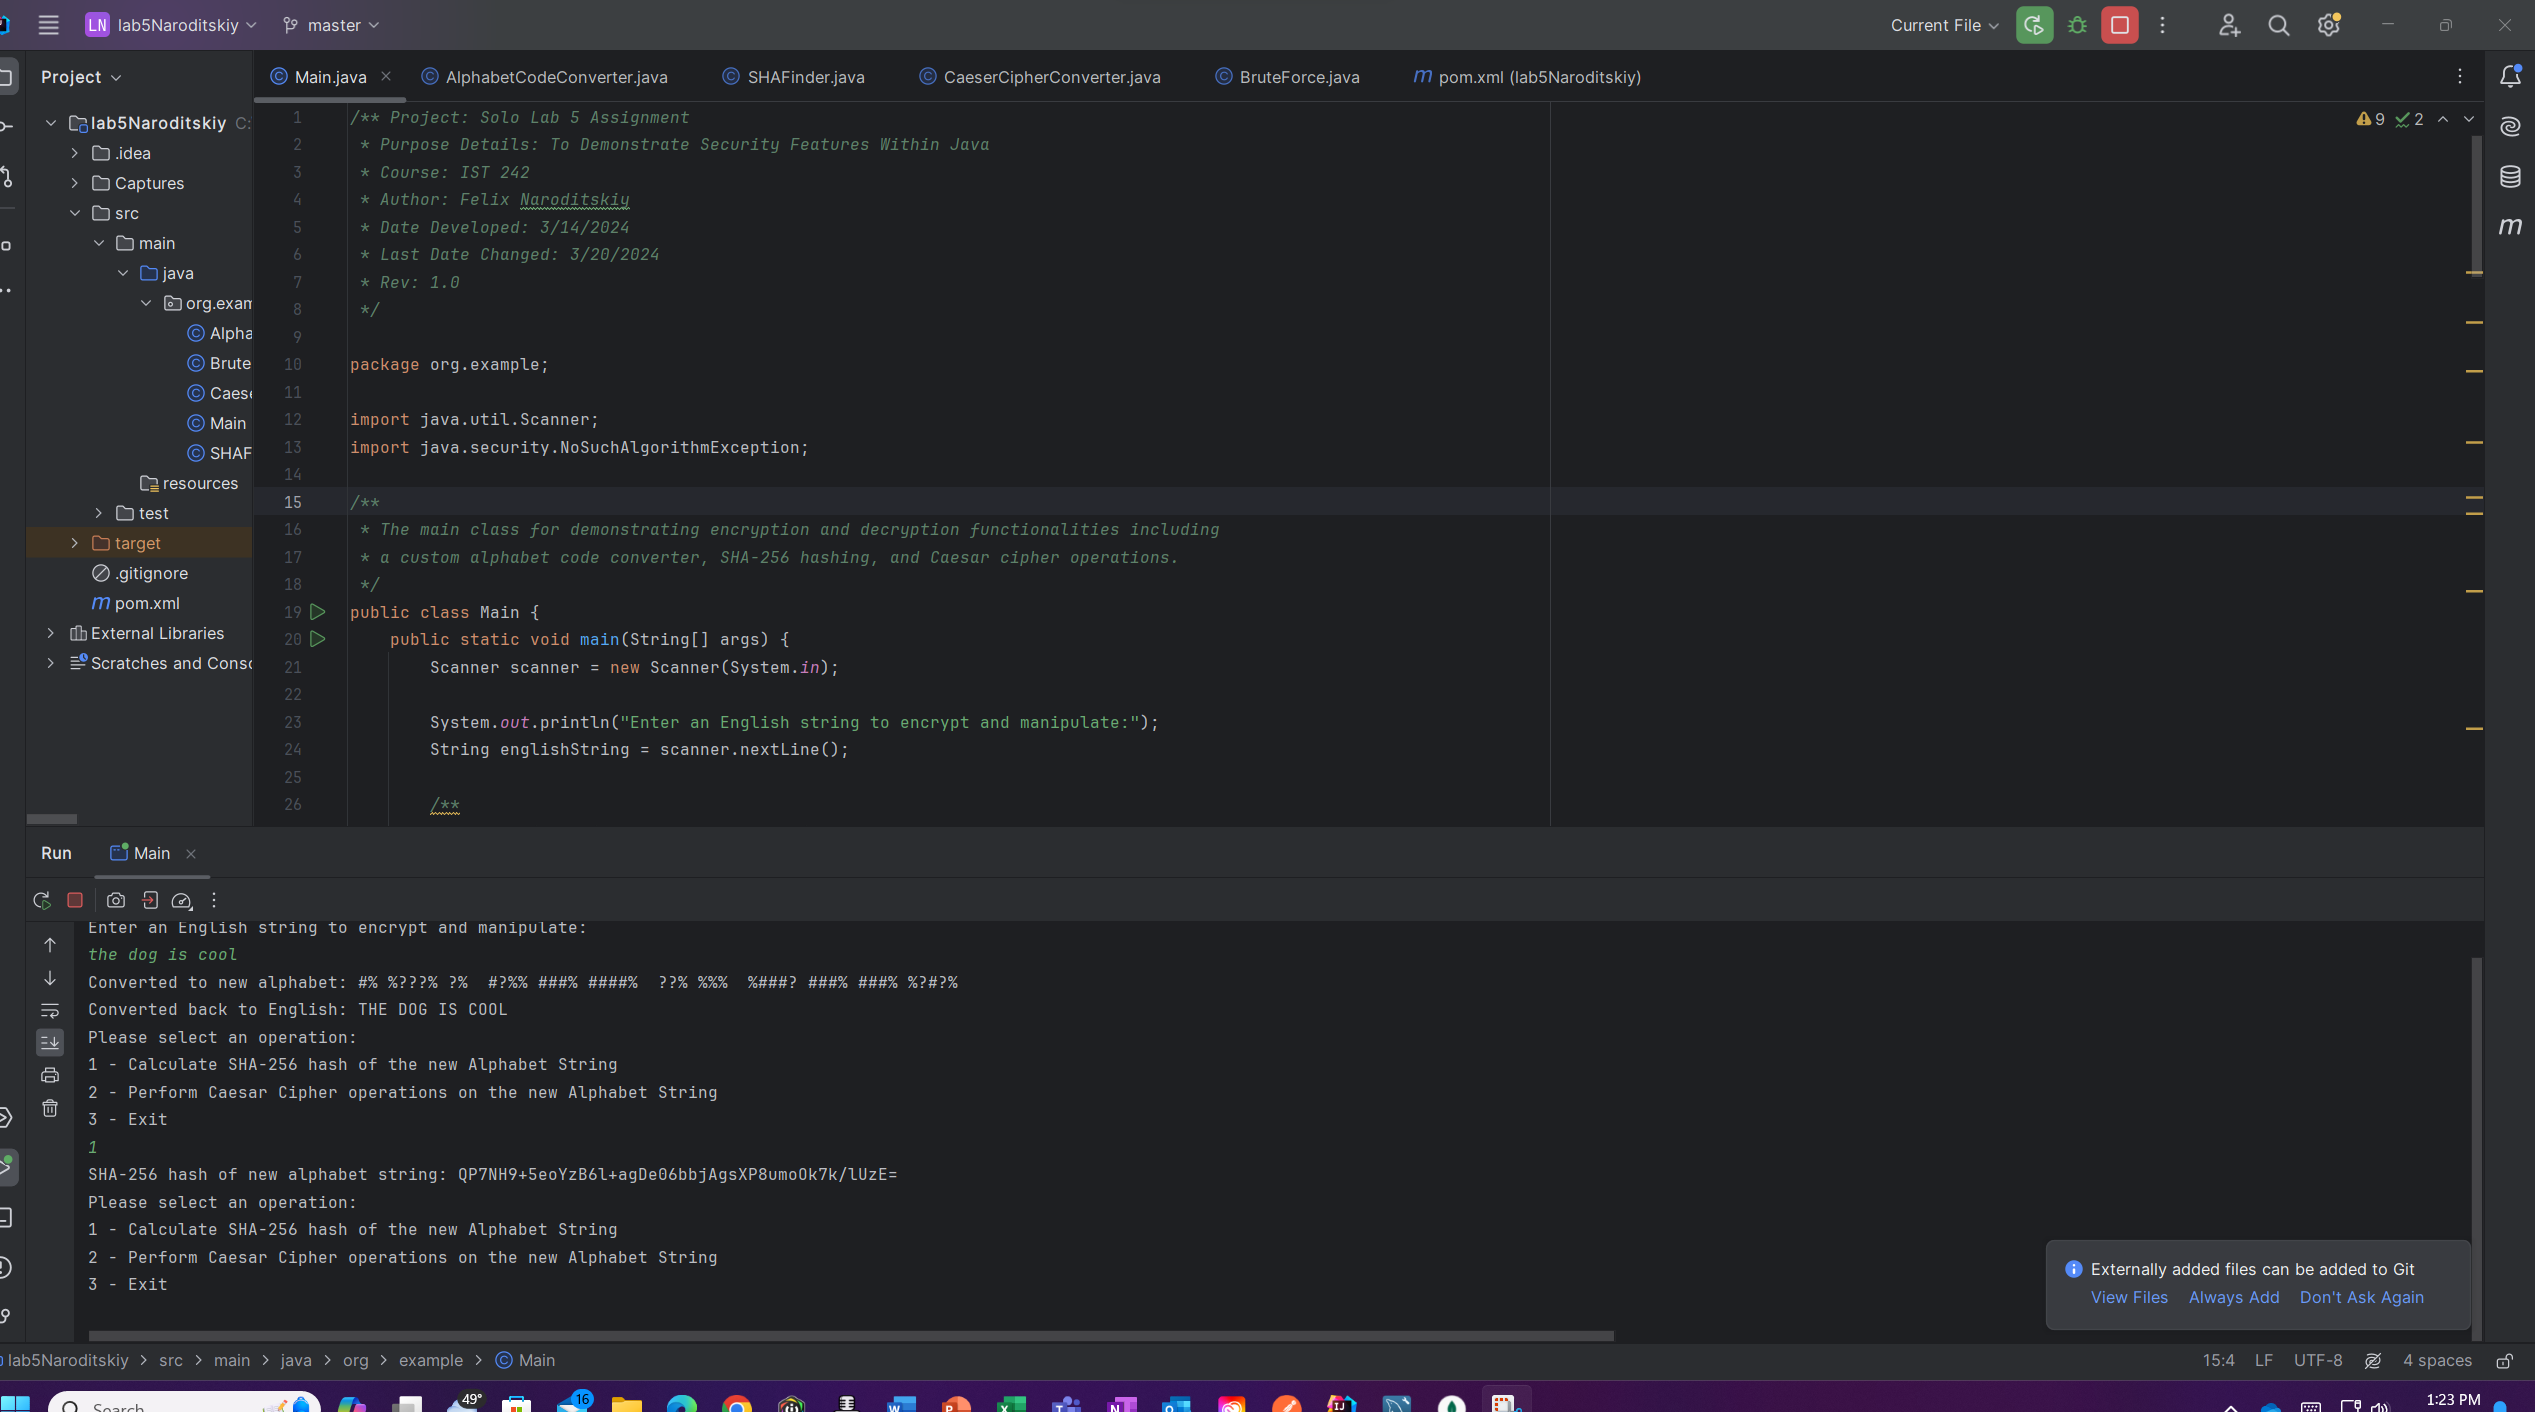 LN lab5Naroditskiy master Current File
Project
Main.java AlphabetCodeConverter.java SHAFinder.java CaeserCipherConverter.java BruteForce.java m pom.xml (lab5Naroditskiy)
lab5Naroditskiy C:
.idea
Captures
src
main
java
org.exam
Alpha
Brute
Caese
Main
SHAF
resources
test
target
.gitignore
m pom.xml
External Libraries
Scratches and Consc
9 2
1 /** Project: Solo Lab 5 Assignment
2 * Purpose Details: To Demonstrate Security Features Within Java
3 * Course: IST 242
4 * Author: Felix Naroditskiy
5 * Date Developed: 3/14/2024
6 * Last Date Changed: 3/20/2024
7 * Rev: 1.0
8 */
9
10 package org.example;
11
12 import java.util.Scanner;
13 import java.security.NoSuchAlgorithmException;
14
15 /**
16 * The main class for demonstrating encryption and decryption functionalities including
17 * a custom alphabet code converter, SHA-256 hashing, and Caesar cipher operations.
18 */
19 public class Main {
20 public static void main(String[] args) {
21 Scanner scanner = new Scanner(System.in);
22
23 System.out.println("Enter an English string to encrypt and manipulate:");
24 String englishString = scanner.nextLine();
25
26 /**
Run Main
Enter an English string to encrypt and manipulate:
the dog is cool
Converted to new alphabet: #% %???% ?%  #?%% ###% ####%  ??% %%%  %###? ###% ###% %?#?%
Converted back to English: THE DOG IS COOL
Please select an operation:
1 - Calculate SHA-256 hash of the new Alphabet String
2 - Perform Caesar Cipher operations on the new Alphabet String
3 - Exit
1
SHA-256 hash of new alphabet string: QP7NH9+5eoYzB6l+agDe06bbjAgsXP8umoOk7k/lUzE=
Please select an operation:
1 - Calculate SHA-256 hash of the new Alphabet String
2 - Perform Caesar Cipher operations on the new Alphabet String
3 - Exit
Externally added files can be added to Git
View Files Always Add Don't Ask Again
lab5Naroditskiy > src > main > java > org > example > Main
15:4 LF UTF-8 4 spaces
Search 49° 16 1:23 PM